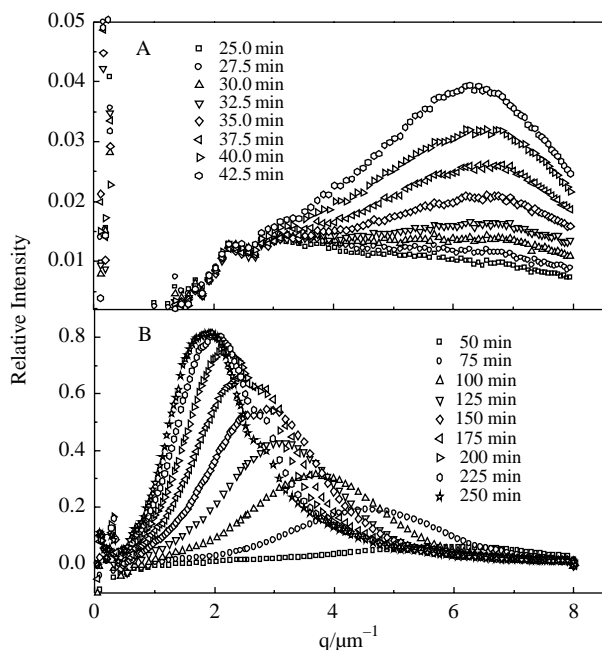 0.05
0.04
0.03
0.02
0.01
A
25.0 min
27.5 min
30.0 min
32.5 min
35.0 min
37.5 min
40.0 min
42.5 min
Relative Intensity
0.8
0.6
0.4
0.2
0.0
B
50 min
75 min
100 min
125 min
150 min
175 min
200 min
225 min
250 min
0 2 4 6 8
q/μm⁻¹